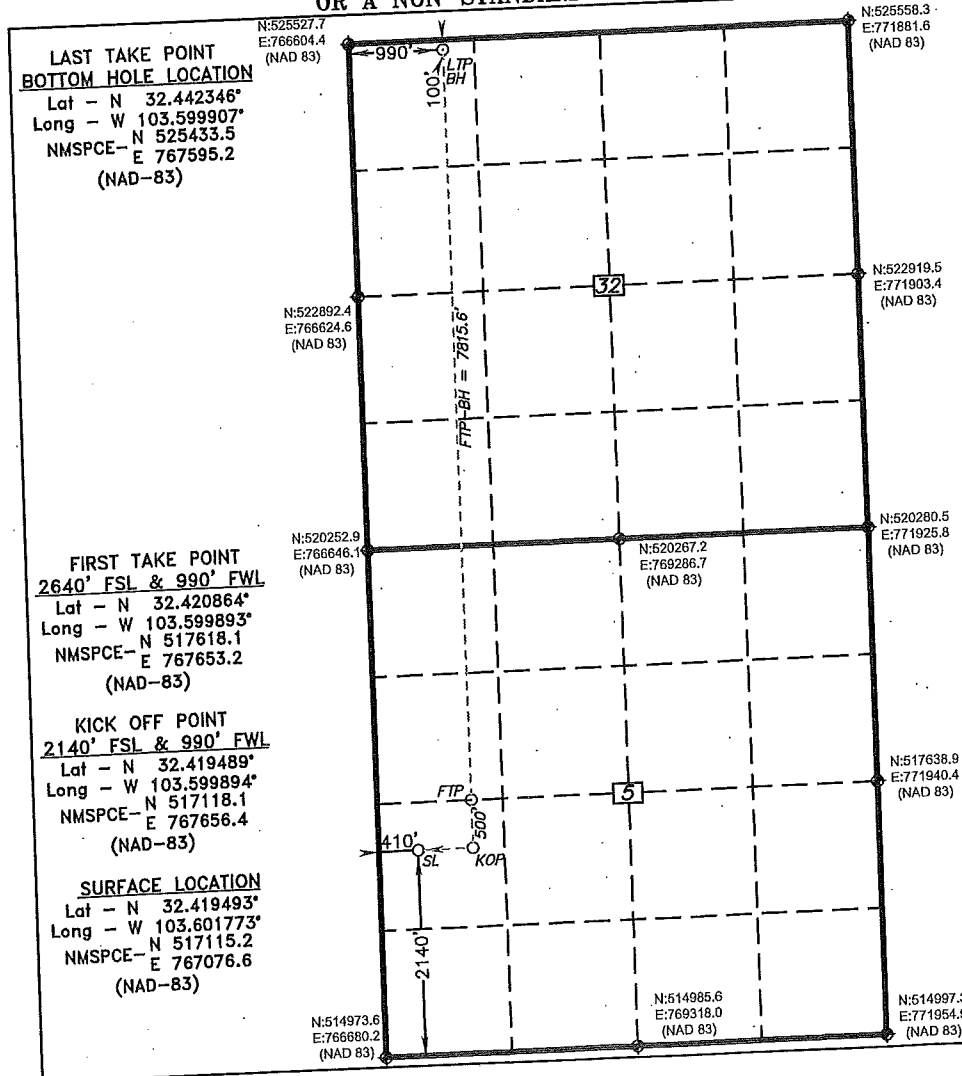 LAST TAKE POINT
BOTTOM HOLE LOCATION
Lat - N 32.442346°
Long - W 103.599907°
NMSPCE- N 525433.5
E 767595.2
(NAD-83)
FIRST TAKE POINT
2640' FSL & 990' FWL
Lat - N 32.420864°
Long - W 103.599893°
NMSPCE- N 517618.1
E 767653.2
(NAD-83)
KICK OFF POINT
2140' FSL & 990' FWL
Lat - N 32.419489°
Long - W 103.599894°
NMSPCE- N 517118.1
E 767656.4
(NAD-83)
SURFACE LOCATION
Lat - N 32.419493°
Long - W 103.601773°
NMSPCE- N 517115.2
E 767076.6
(NAD-83)
N:525527.7
E:766604.4
(NAD 83)
N:525558.3
E:771881.6
(NAD 83)
990'
LTP
BH
100'
32
N:522892.4
E:766624.6
(NAD 83)
N:522919.5
E:771903.4
(NAD 83)
FTP-BH = 7815.6'
N:520252.9
E:766646.1
(NAD 83)
N:520267.2
E:769286.7
(NAD 83)
N:520280.5
E:771925.8
(NAD 83)
FTP
5
N:517638.9
E:771940.4
(NAD 83)
500'
410'
SL
KOP
2140'
N:514973.6
E:766680.2
(NAD 83)
N:514985.6
E:769318.0
(NAD 83)
N:514997.
E:771954.
(NAD 83)